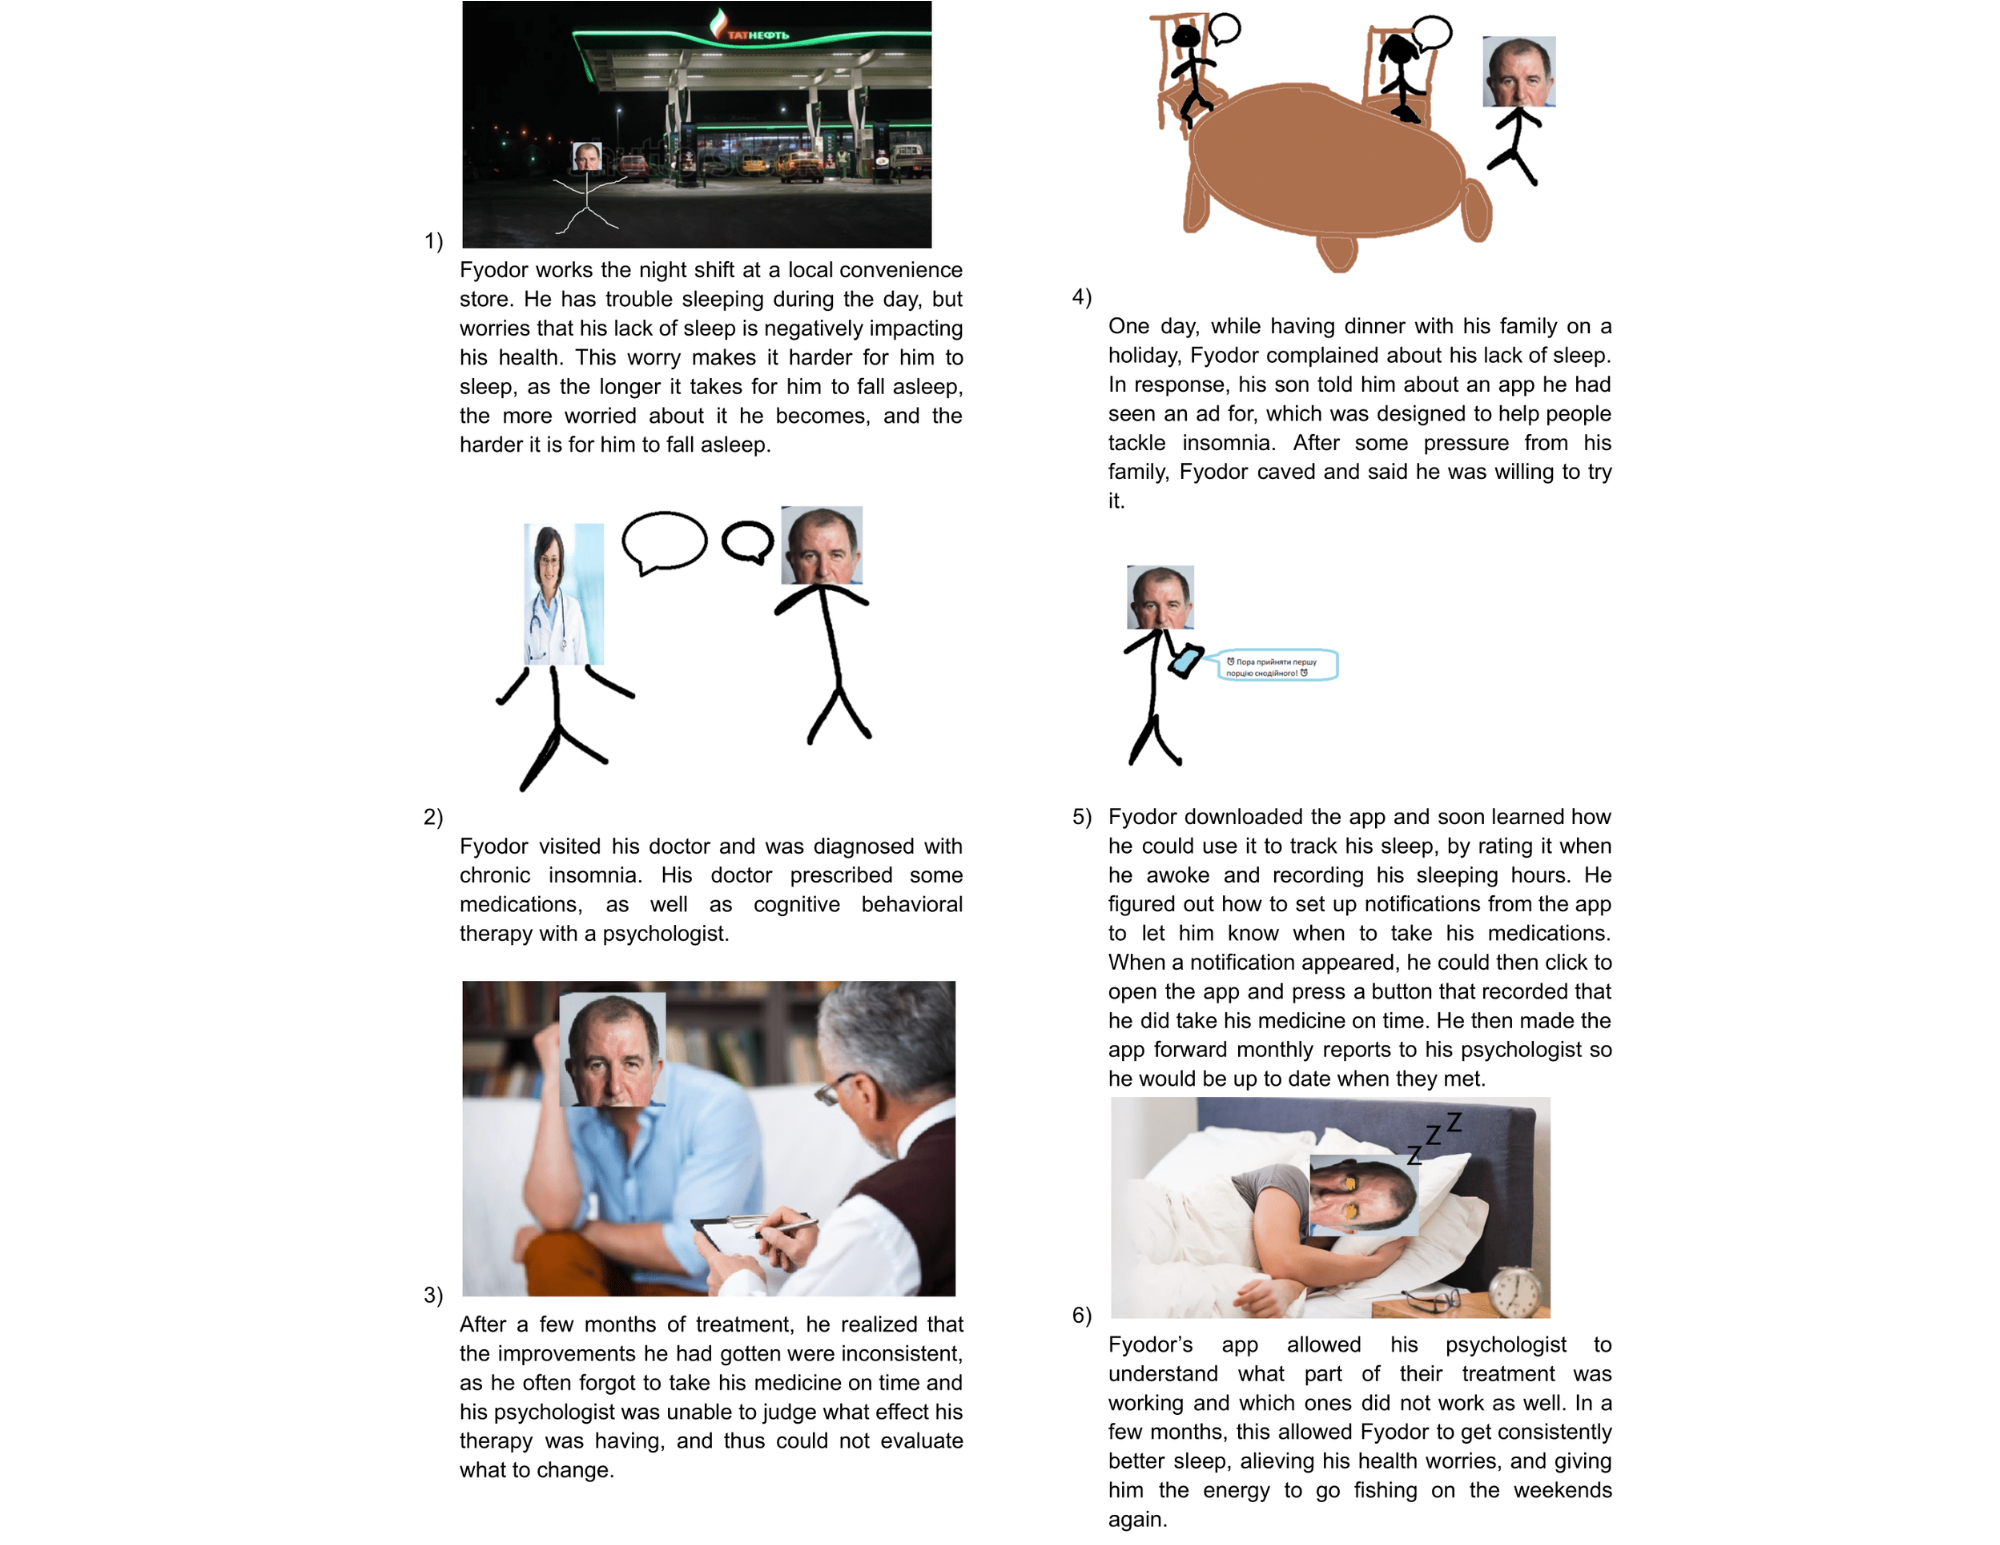 ТАТНЕФТЬ
shutterstock
1)
Fyodor works the night shift at a local convenience
store. He has trouble sleeping during the day, but
worries that his lack of sleep is negatively impacting
his health. This worry makes it harder for him to
sleep, as the longer it takes for him to fall asleep,
the more worried about it he becomes, and the
harder it is for him to fall asleep.
2)
Fyodor visited his doctor and was diagnosed with
chronic insomnia. His doctor prescribed some
medications, as well as cognitive behavioral
therapy with a psychologist.
3)
After a few months of treatment, he realized that
the improvements he had gotten were inconsistent,
as he often forgot to take his medicine on time and
his psychologist was unable to judge what effect his
therapy was having, and thus could not evaluate
what to change.
4)
One day, while having dinner with his family on a
holiday, Fyodor complained about his lack of sleep.
In response, his son told him about an app he had
seen an ad for, which was designed to help people
tackle insomnia. After some pressure from his
family, Fyodor caved and said he was willing to try
it.
⏰ Пора прийняти першу
порцію снодійного! ⏰
5) Fyodor downloaded the app and soon learned how
he could use it to track his sleep, by rating it when
he awoke and recording his sleeping hours. He
figured out how to set up notifications from the app
to let him know when to take his medications.
When a notification appeared, he could then click to
open the app and press a button that recorded that
he did take his medicine on time. He then made the
app forward monthly reports to his psychologist so
he would be up to date when they met.
z Z Z
6)
Fyodor’s app allowed his psychologist to
understand what part of their treatment was
working and which ones did not work as well. In a
few months, this allowed Fyodor to get consistently
better sleep, alieving his health worries, and giving
him the energy to go fishing on the weekends
again.